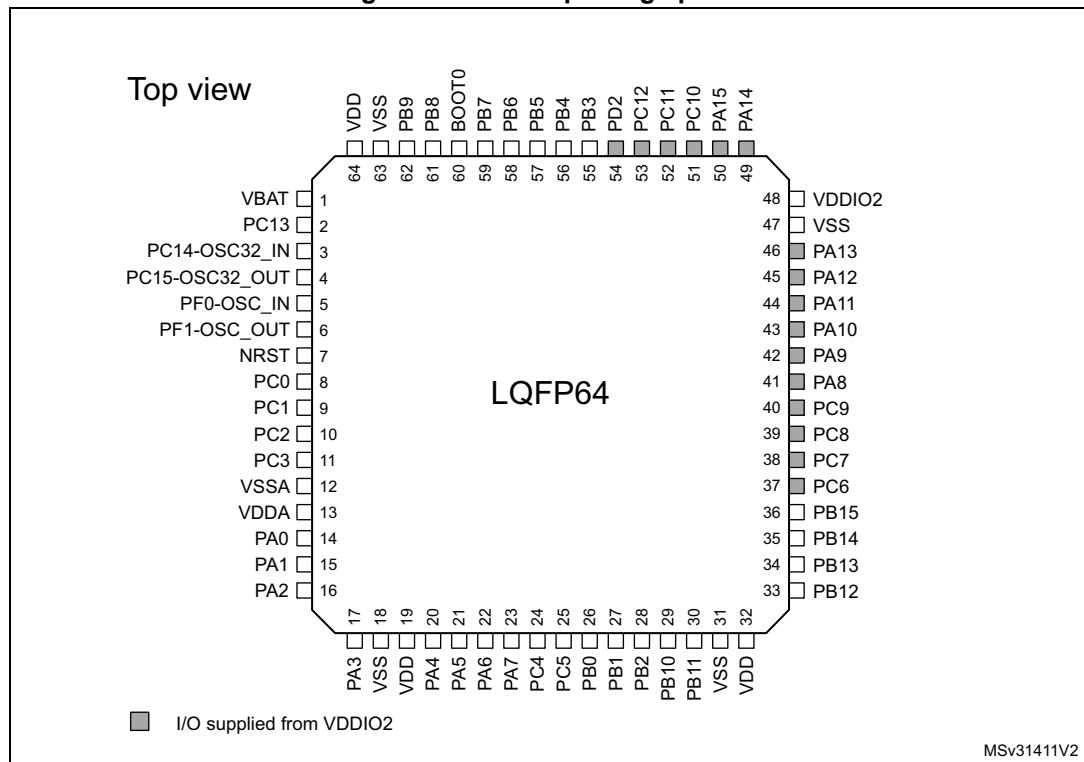 Top view
VDD
VSS
PB9
PB8
BOOT0
PB7
PB6
PB5
PB4
PB3
PD2
PC12
PC11
PC10
PA15
PA14
64
63
62
61
60
59
58
57
56
55
54
53
52
51
50
49
VBAT 1
PC13 2
PC14-OSC32_IN 3
PC15-OSC32_OUT 4
PF0-OSC_IN 5
PF1-OSC_OUT 6
NRST 7
PC0 8
PC1 9
PC2 10
PC3 11
VSSA 12
VDDA 13
PA0 14
PA1 15
PA2 16
LQFP64
48 VDDIO2
47 VSS
46 PA13
45 PA12
44 PA11
43 PA10
42 PA9
41 PA8
40 PC9
39 PC8
38 PC7
37 PC6
36 PB15
35 PB14
34 PB13
33 PB12
17
18
19
20
21
22
23
24
25
26
27
28
29
30
31
32
PA3
VSS
VDD
PA4
PA5
PA6
PA7
PC4
PC5
PB0
PB1
PB2
PB10
PB11
VSS
VDD
I/O supplied from VDDIO2
MSv31411V2